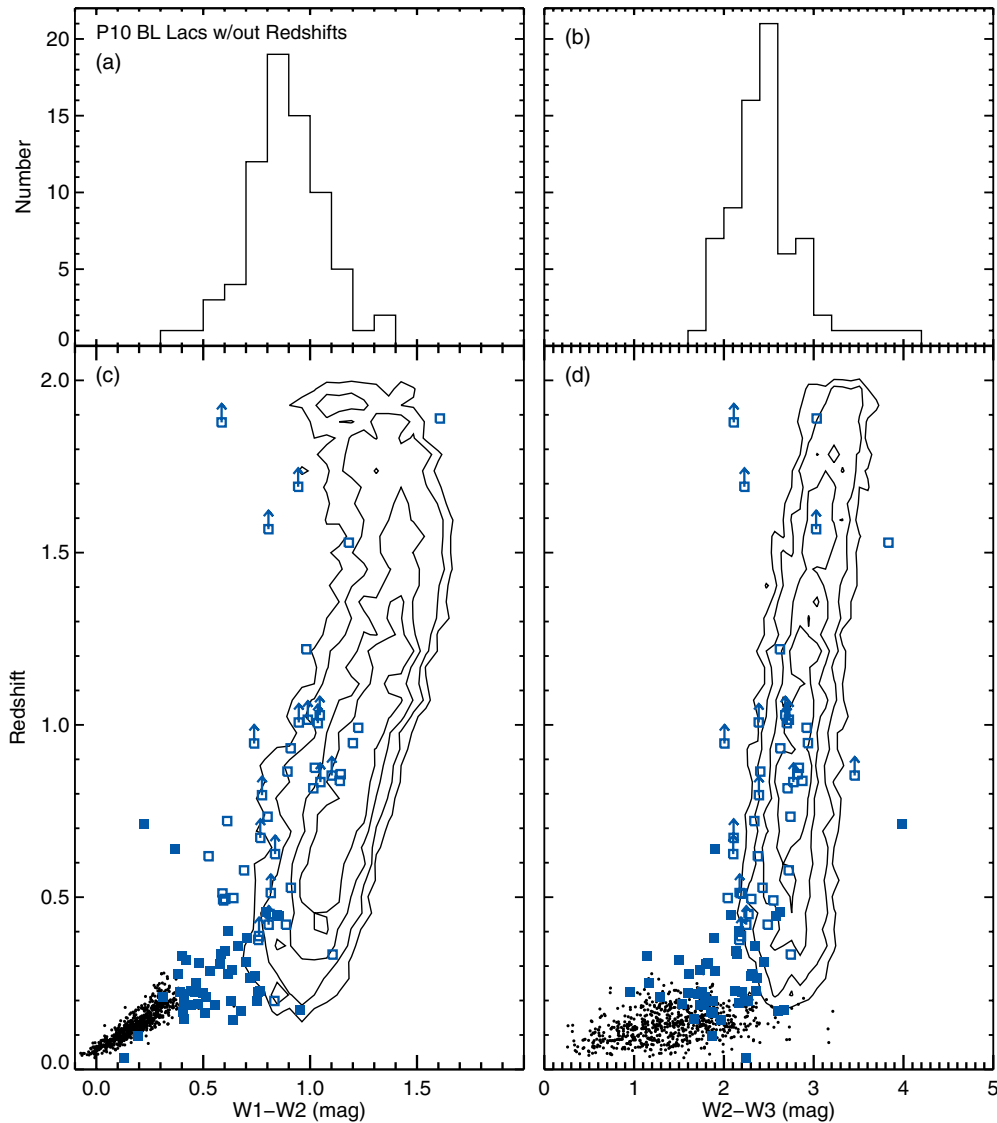 P10 BL Lacs w/out Redshifts
(a)
(b)
20
15
10
5
0
Number
(c)
(d)
2.0
1.5
1.0
0.5
0.0
Redshift
0.0 0.5 1.0 1.5
W1−W2 (mag)
0 1 2 3 4 5
W2−W3 (mag)